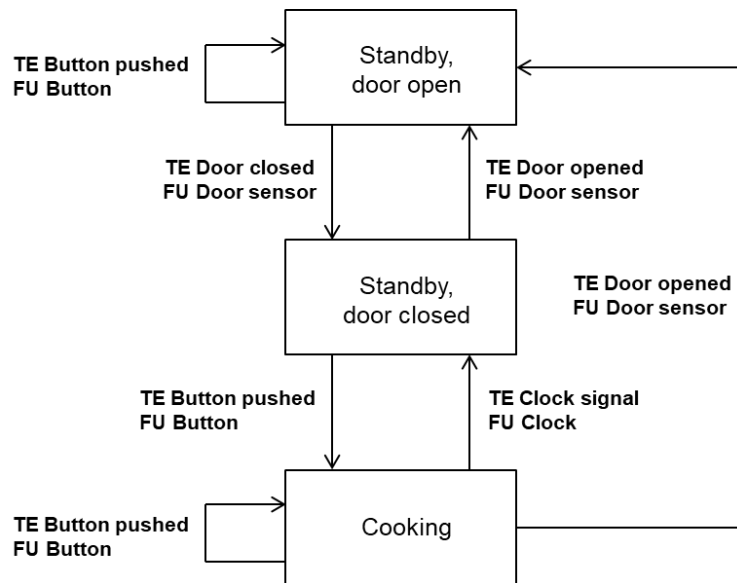 Standby,
door open
TE Button pushed
FU Button
TE Door closed
FU Door sensor
TE Door opened
FU Door sensor
Standby,
door closed
TE Door opened
FU Door sensor
TE Button pushed
FU Button
TE Clock signal
FU Clock
Cooking
TE Button pushed
FU Button